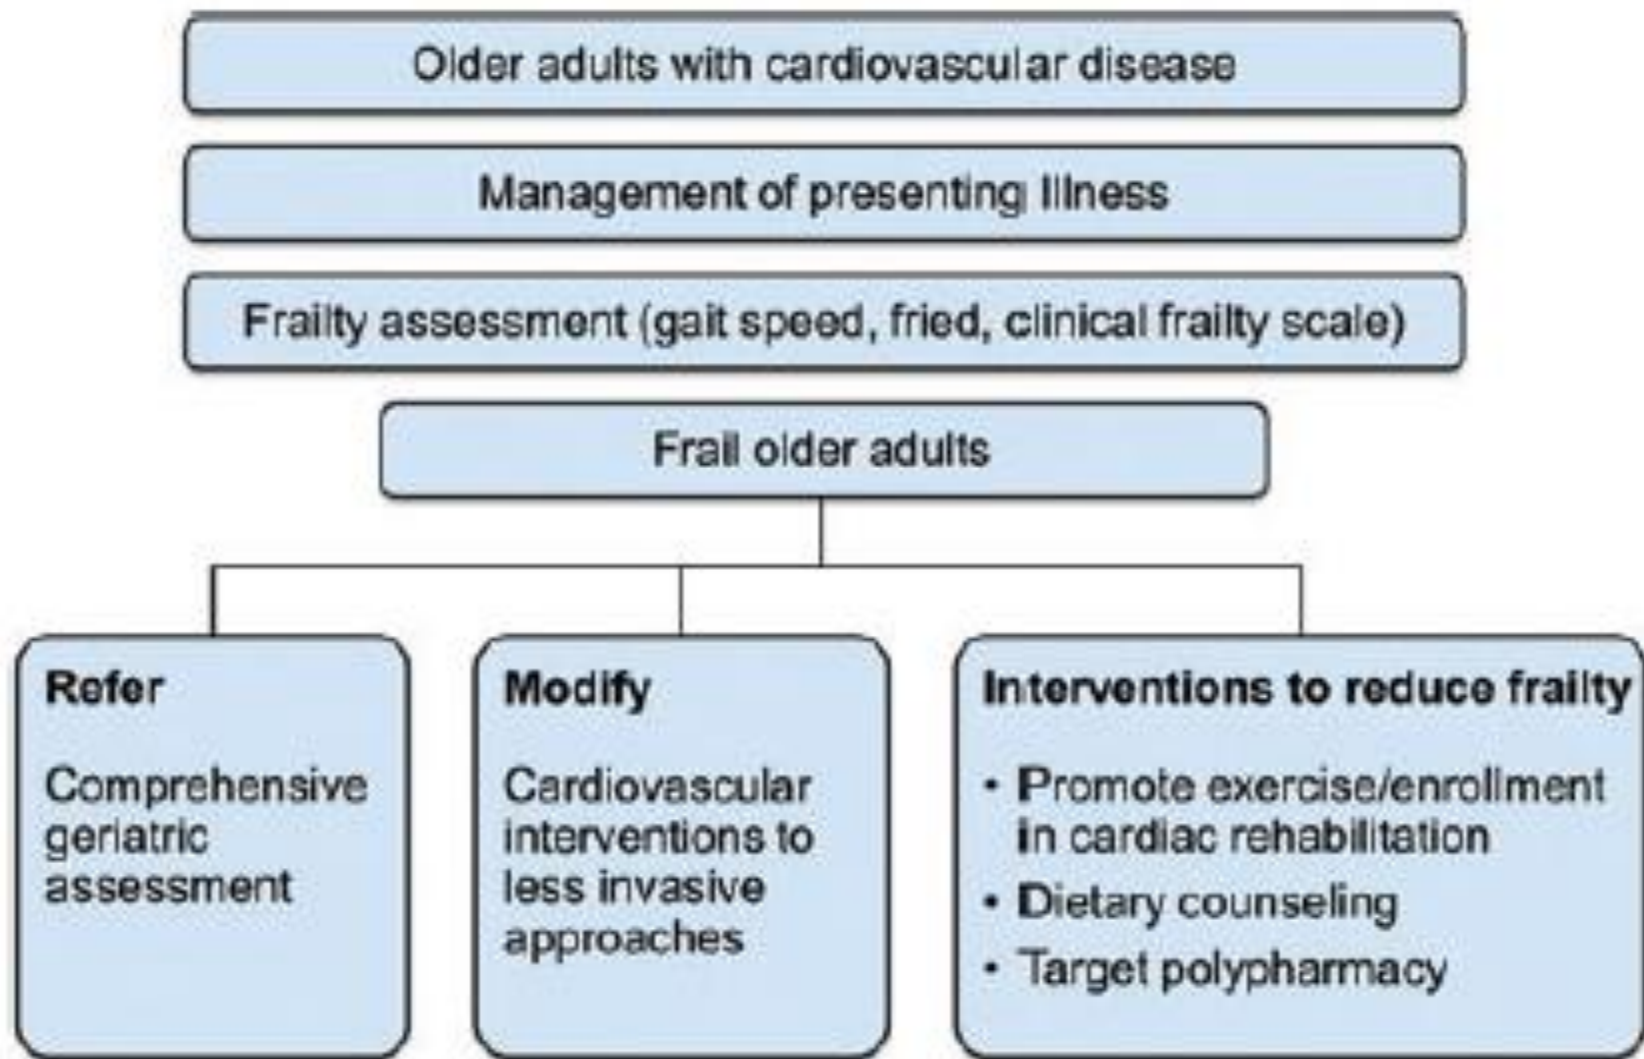 Older adults with cardiovascular disease
Management of presenting Illness
Frailty assessment (gait speed, fried, clinical frailty scale)
Frail older adults
Refer
Comprehensive
geriatric
assessment
Modify
Cardiovascular
interventions to
less invasive
approaches
Interventions to reduce frailty
• Promote exercise/enrollment
in cardiac rehabilitation
• Dietary counseling
• Target polypharmacy